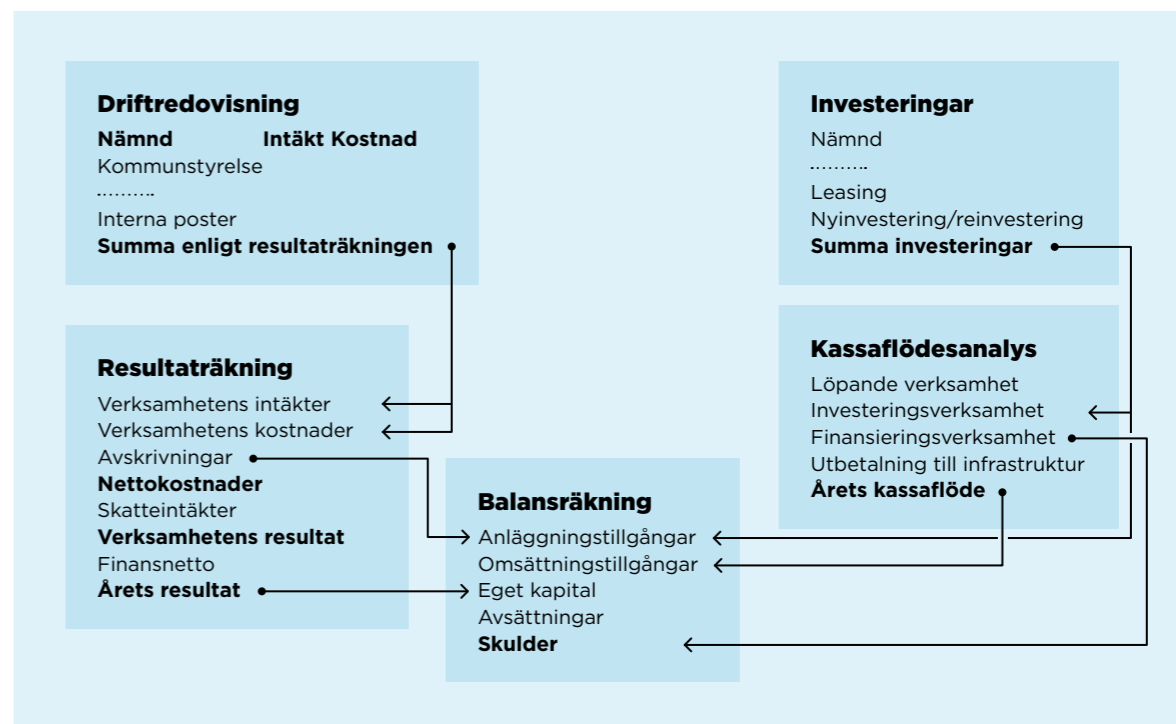 Driftredovisning
Nämnd Intäkt Kostnad
Kommunstyrelse
..........
Interna poster
Summa enligt resultaträkningen
Investeringar
Nämnd
..........
Leasing
Nyinvestering/reinvestering
Summa investeringar
Resultaträkning
Verksamhetens intäkter
Verksamhetens kostnader
Avskrivningar
Nettokostnader
Skatteintäkter
Verksamhetens resultat
Finansnetto
Årets resultat
Balansräkning
Anläggningstillgångar
Omsättningstillgångar
Eget kapital
Avsättningar
Skulder
Kassaflödesanalys
Löpande verksamhet
Investeringsverksamhet
Finansieringsverksamhet
Utbetalning till infrastruktur
Årets kassaflöde